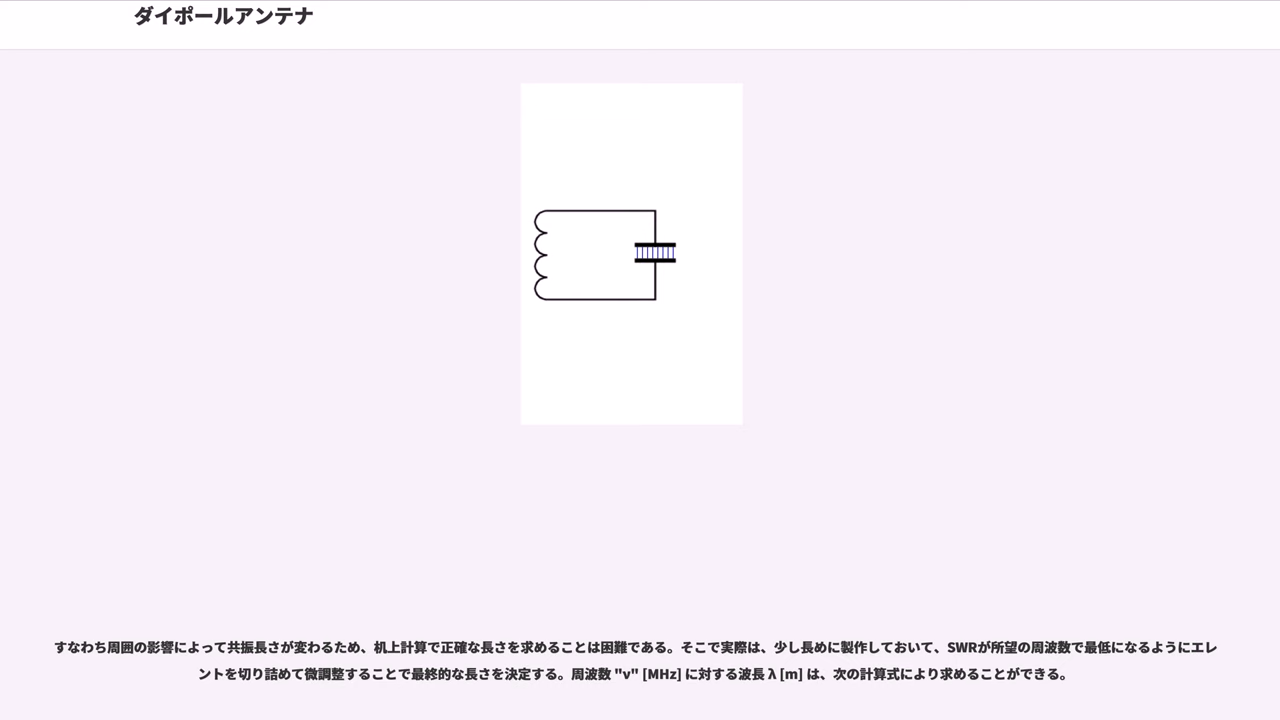 ダイポールアンテナ
すなわち周囲の影響によって共振長さが変わるため、机上計算で正確な長さを求めることは困難である。そこで実際は、少し長めに製作しておいて、SWRが所望の周波数で最低になるようにエレ
ントを切り詰めて微調整することで最終的な長さを決定する。周波数 "ν" [MHz] に対する波長 λ [m] は、次の計算式により求めることができる。